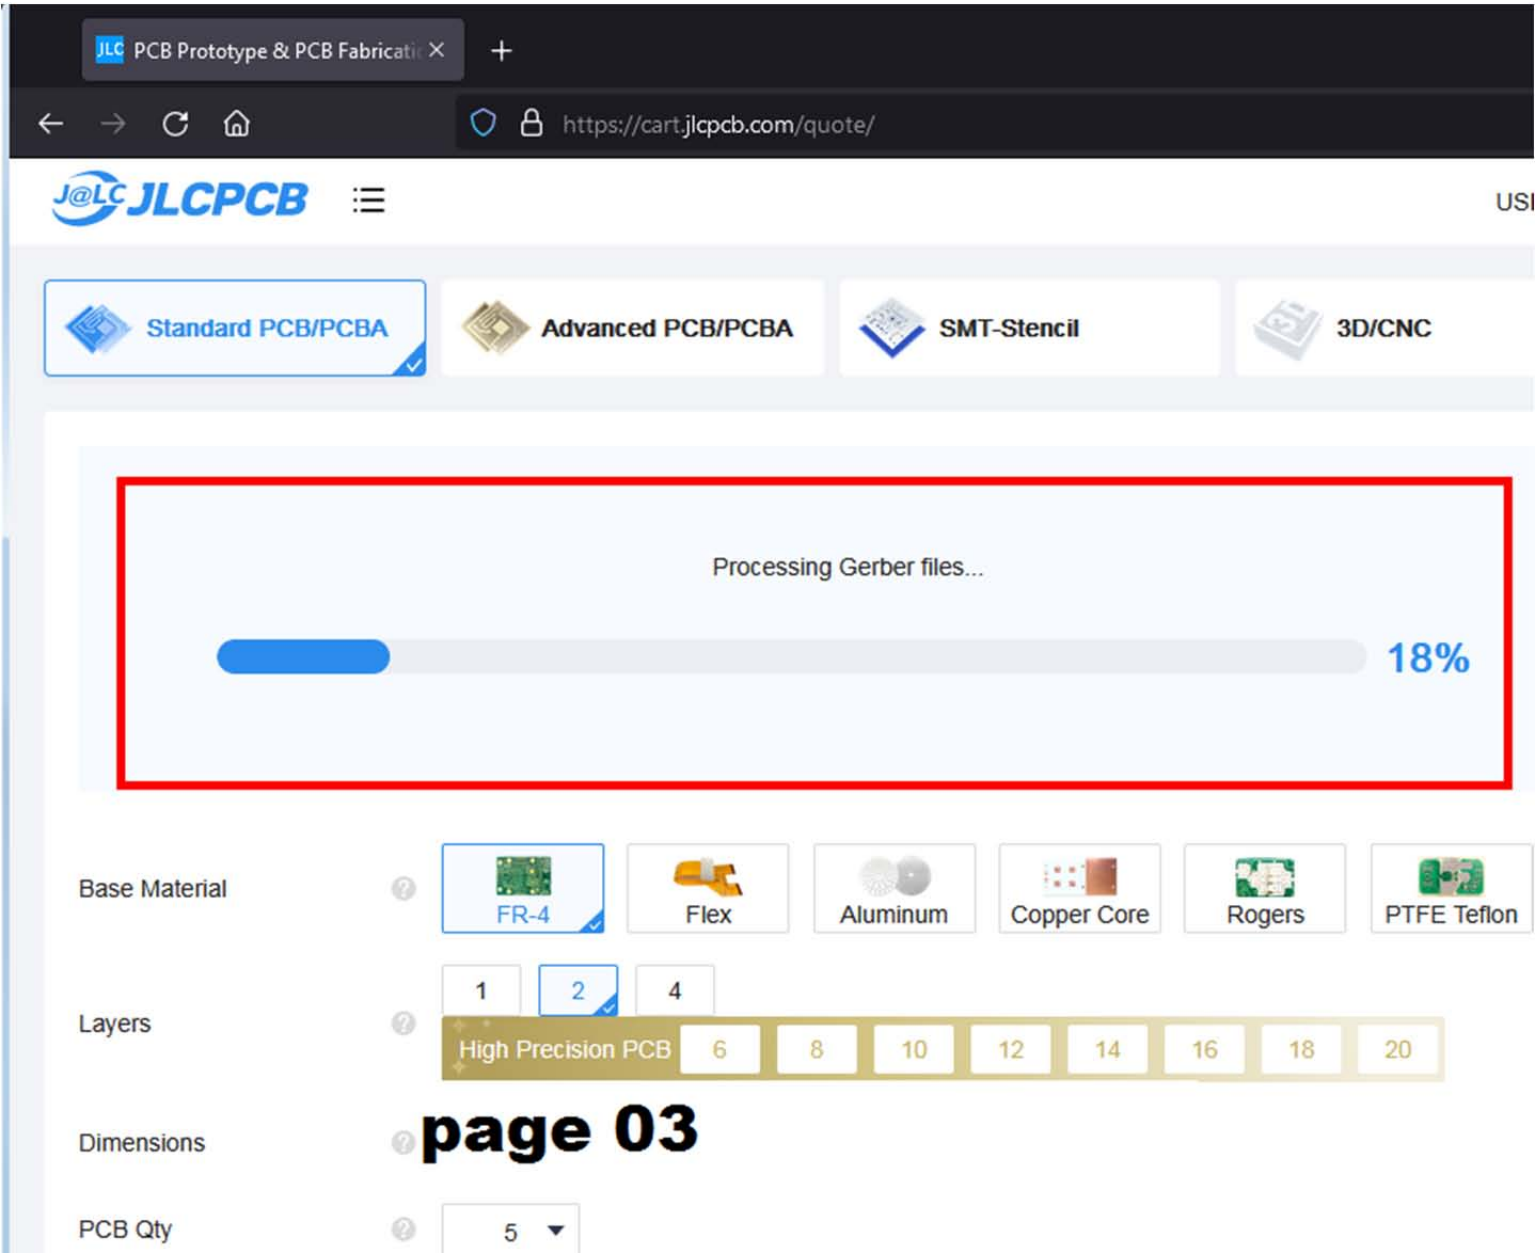 JLC PCB Prototype & PCB Fabricati
https://cart.jlcpcb.com/quote/
J@LC JLCPCB
Standard PCB/PCBA Advanced PCB/PCBA SMT-Stencil 3D/CNC
Processing Gerber files...
18%
Base Material FR-4 Flex Aluminum Copper Core Rogers PTFE Teflon
1 2 4
Layers
High Precision PCB 6 8 10 12 14 16 18 20
Dimensions page 03
PCB Qty 5